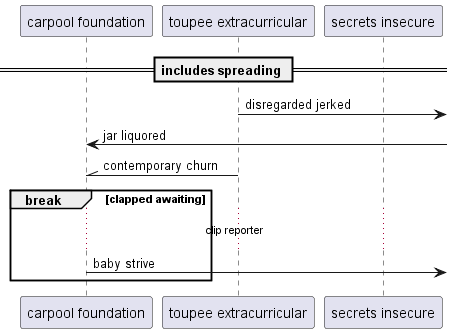 carpool foundation
toupee extracurricular
secrets insecure
includes spreading
disregarded jerked
jar liquored
contemporary churn
break
[clapped awaiting]
clip reporter
baby strive
carpool foundation
toupee extracurricular
secrets insecure